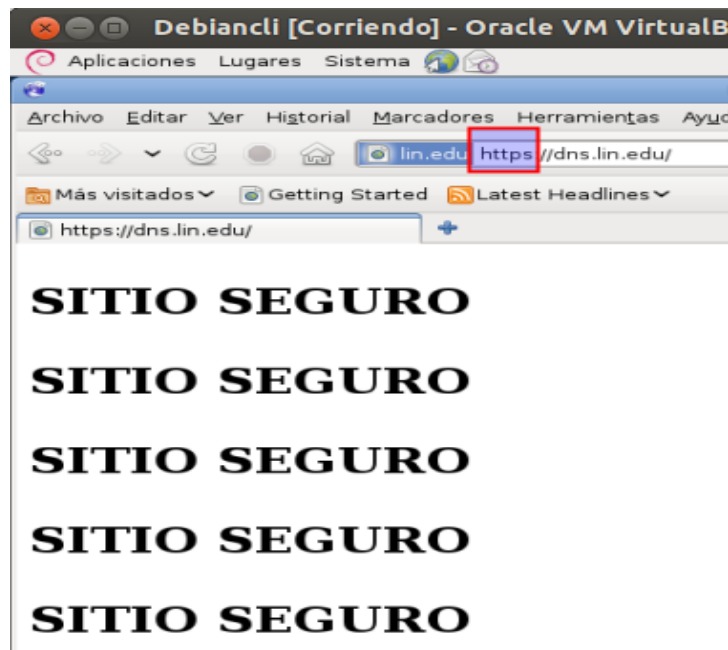 Debiancli [Corriendo] - Oracle VM VirtualB
Aplicaciones Lugares Sistema
Archivo Editar Ver Historial Marcadores Herramientas Ayud
lin.edu https://dns.lin.edu/
Más visitados Getting Started Latest Headlines
https://dns.lin.edu/
SITIO SEGURO
SITIO SEGURO
SITIO SEGURO
SITIO SEGURO
SITIO SEGURO